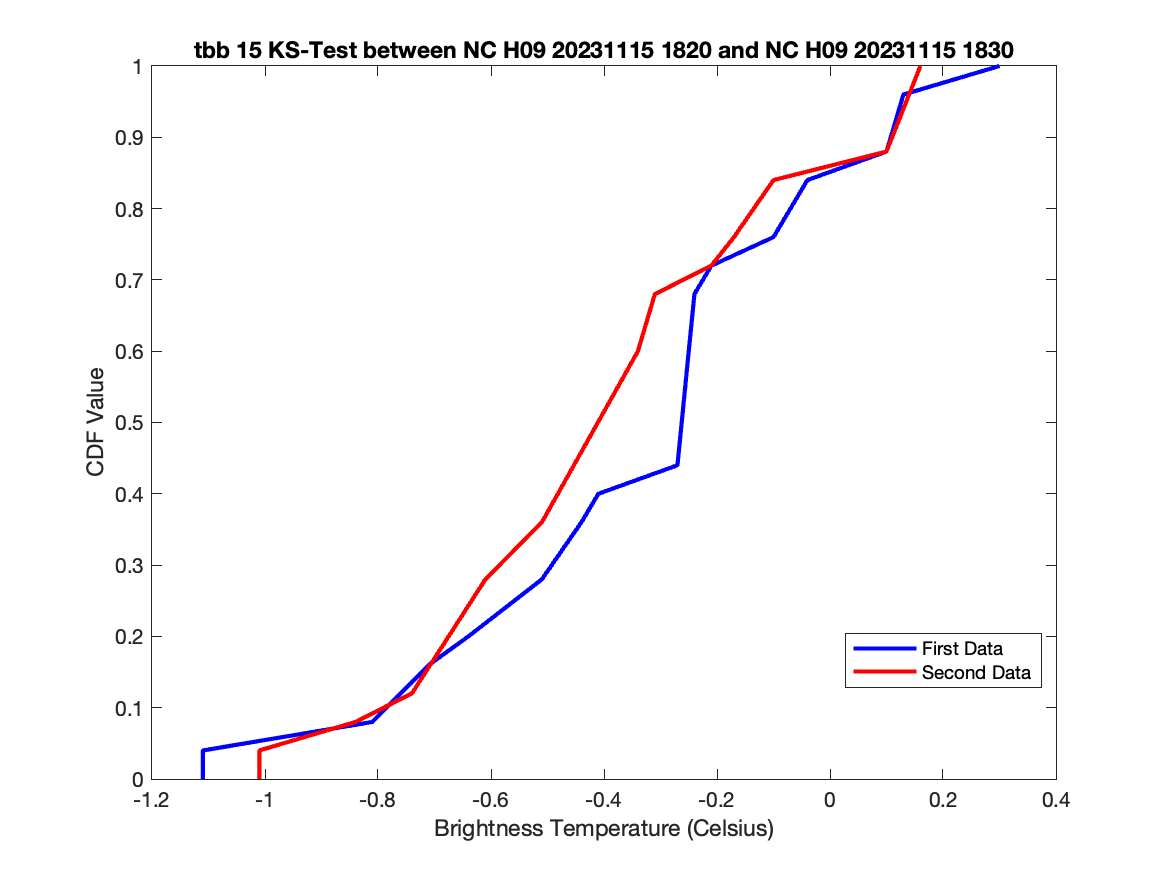 tbb 15 KS-Test between NC H09 20231115 1820 and NC H09 20231115 1830
1
0.9
0.8
0.7
0.6
0.5
0.4
0.3
0.2
0.1
0
CDF Value
First Data
Second Data
-1.2 -1 -0.8 -0.6 -0.4 -0.2 0 0.2 0.4
Brightness Temperature (Celsius)